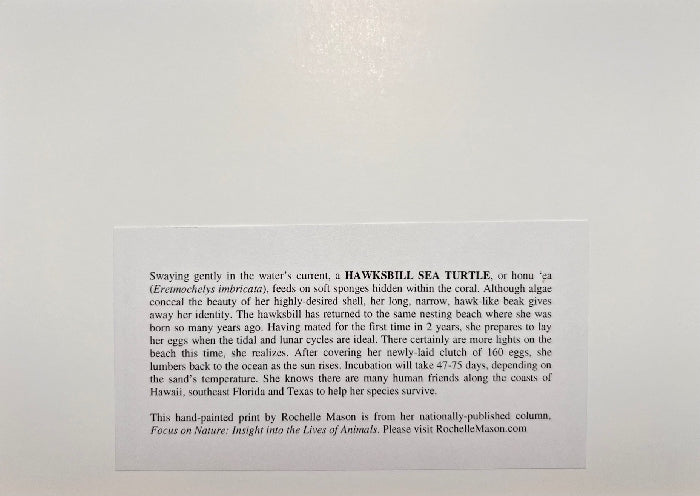 Swaying gently in the water's current, a HAWKSBILL SEA TURTLE, or honu 'ea
(Eretmochelys imbricata), feeds on soft sponges hidden within the coral. Although algae
conceal the beauty of her highly-desired shell, her long, narrow, hawk-like beak gives
away her identity. The hawksbill has returned to the same nesting beach where she was
born so many years ago. Having mated for the first time in 2 years, she prepares to lay
her eggs when the tidal and lunar cycles are ideal. There certainly are more lights on the
beach this time, she realizes. After covering her newly-laid clutch of 160 eggs, she
lumbers back to the ocean as the sun rises. Incubation will take 47-75 days, depending on
the sand's temperature. She knows there are many human friends along the coasts of
Hawaii, southeast Florida and Texas to help her species survive.

This hand-painted print by Rochelle Mason is from her nationally-published column,
Focus on Nature: Insight into the Lives of Animals. Please visit RochelleMason.com